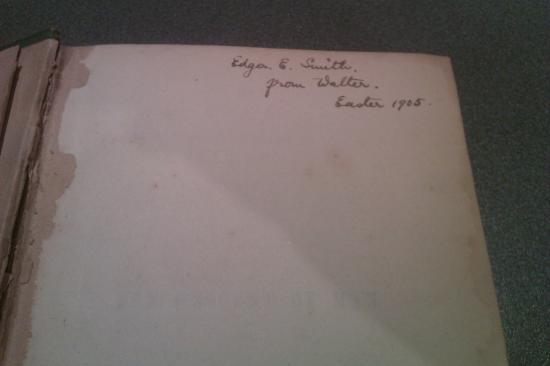 Edgar E. Smith,
from Walter.
Easter 1905.